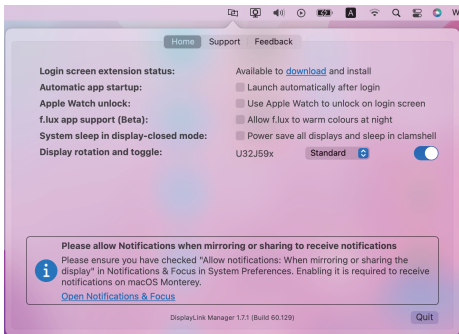 A
W
Home Support Feedback
Login screen extension status: Available to download and install
Automatic app startup: Launch automatically after login
Apple Watch unlock: Use Apple Watch to unlock on login screen
f.lux app support (Beta): Allow f.lux to warm colours at night
System sleep in display-closed mode: Power save all displays and sleep in clamshell
Display rotation and toggle: U32J59x Standard
Please allow Notifications when mirroring or sharing to receive notifications
Please ensure you have checked "Allow notifications: When mirroring or sharing the
display" in Notifications & Focus in System Preferences. Enabling it is required to receive
notifications on macOS Monterey.
Open Notifications & Focus
DisplayLink Manager 1.7.1 (Build 60.129)
Quit